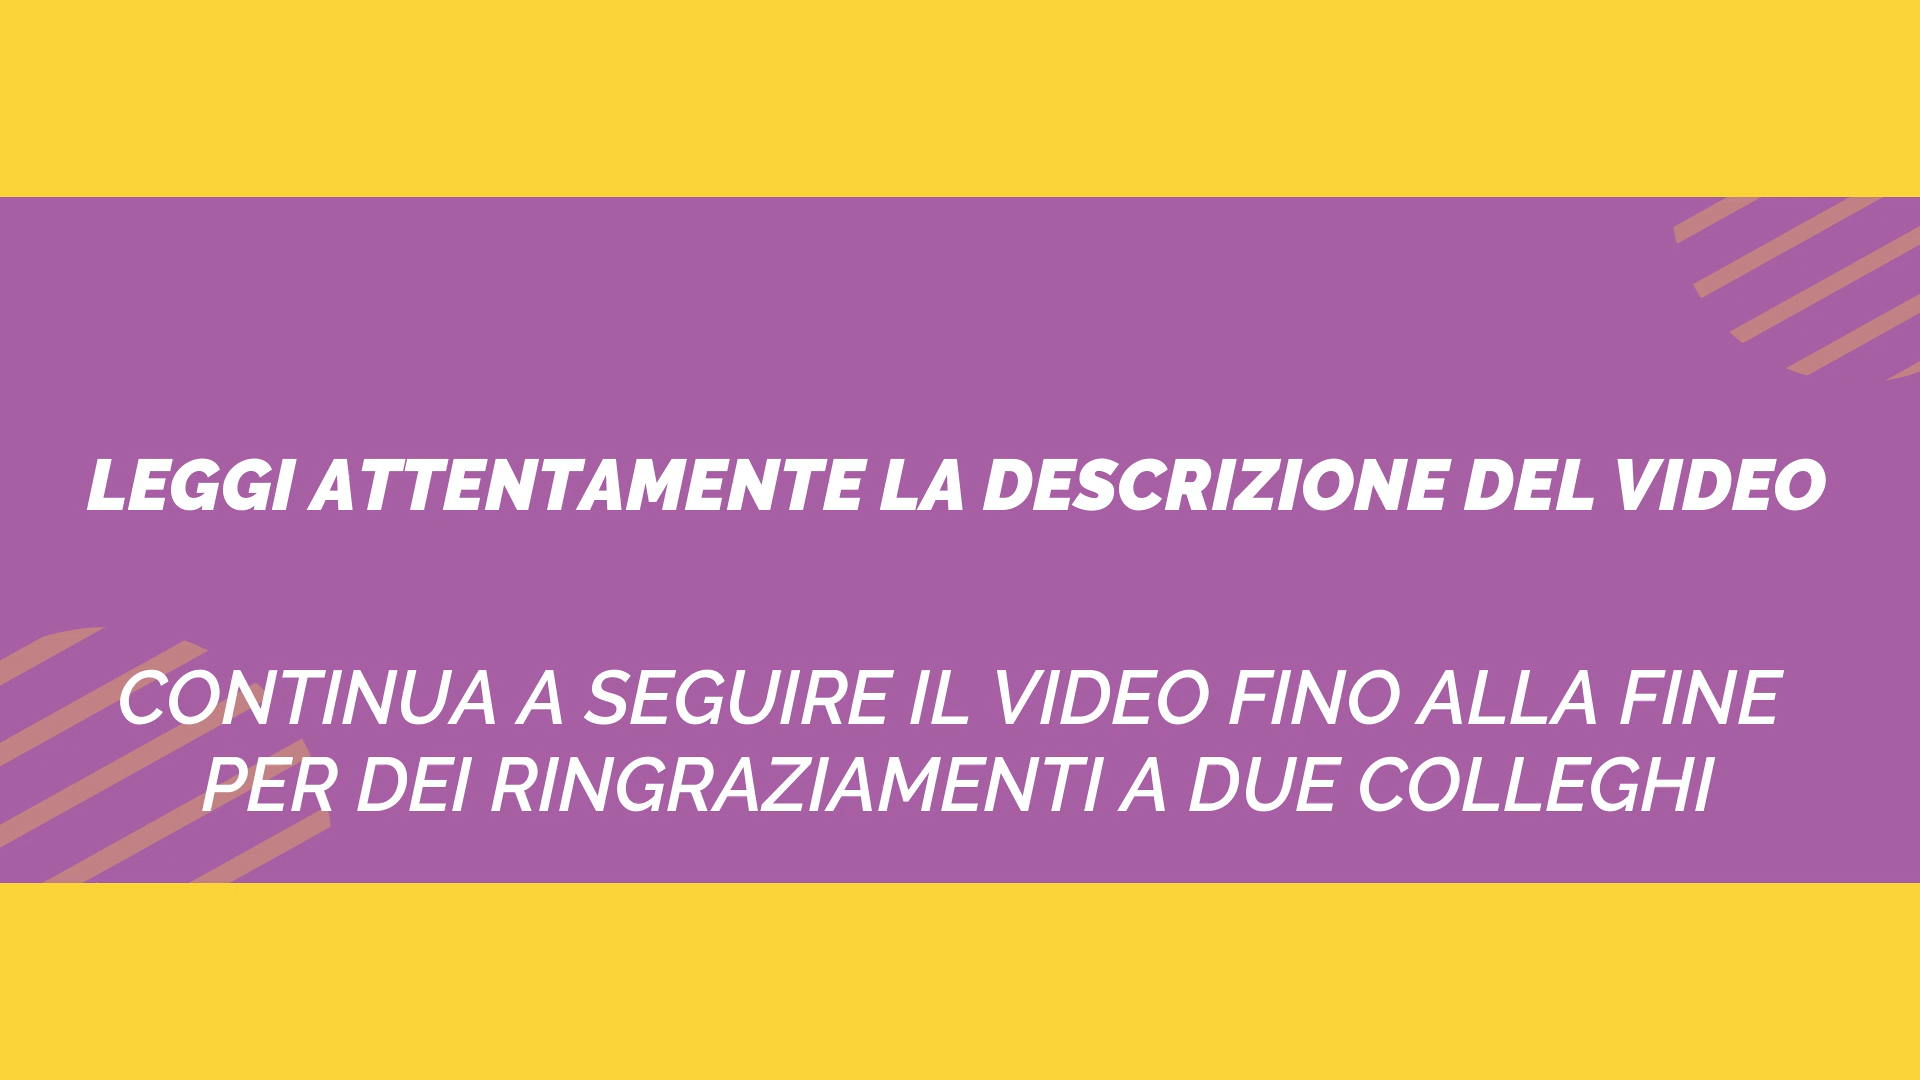 LEGGI ATTENTAMENTE LA DESCRIZIONE DEL VIDEO
CONTINUA A SEGUIRE IL VIDEO FINO ALLA FINE
PER DEI RINGRAZIAMENTI A DUE COLLEGHI